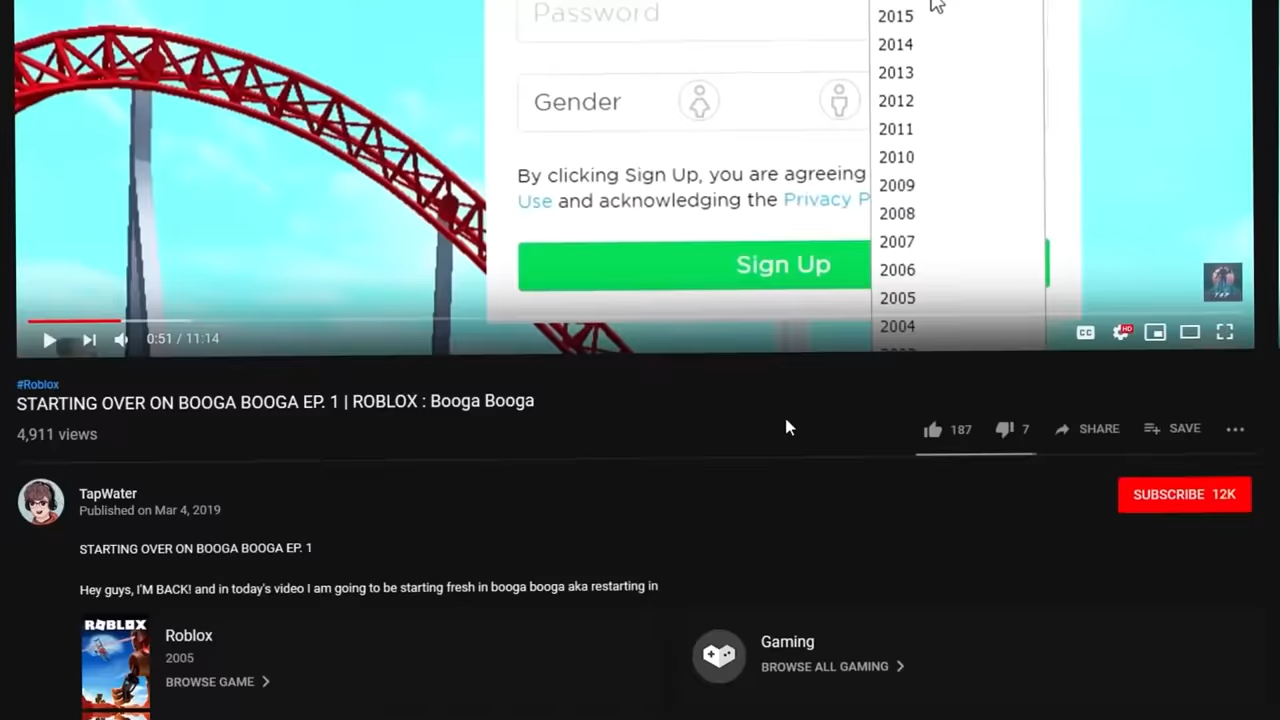 Password
Gender
By clicking Sign Up, you are agreeing
Use and acknowledging the Privacy P
Sign Up
2015
2014
2013
2012
2011
2010
2009
2008
2007
2006
2005
2004
0:51 / 11:14
CC
HD
#Roblox
STARTING OVER ON BOOGA BOOGA EP. 1 | ROBLOX : Booga Booga
4,911 views
187
7
SHARE
SAVE
TapWater
Published on Mar 4, 2019
SUBSCRIBE 12K
STARTING OVER ON BOOGA BOOGA EP. 1
Hey guys, I'M BACK! and in today's video I am going to be starting fresh in booga booga aka restarting in
ROBLOX
Roblox
2005
BROWSE GAME
Gaming
BROWSE ALL GAMING